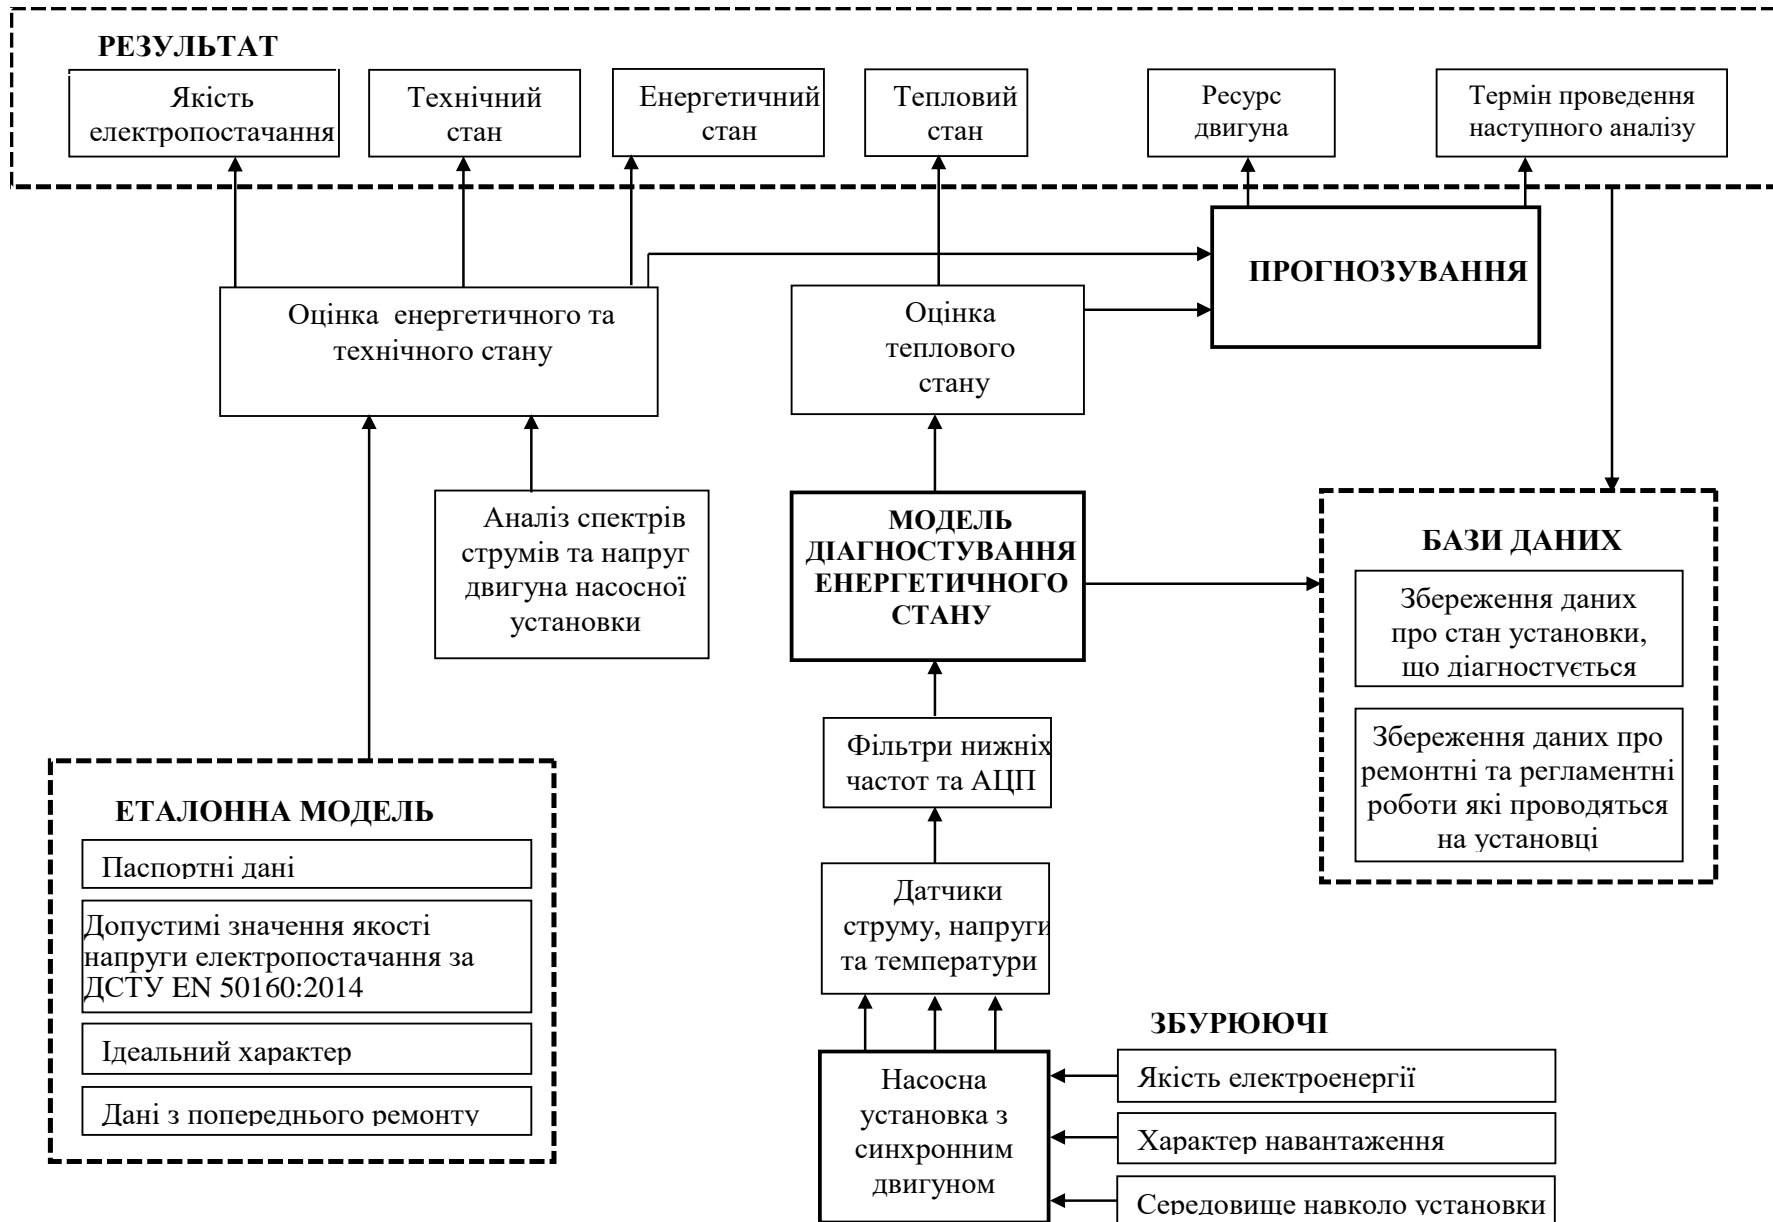 РЕЗУЛЬТАТ
Якість
електропостачання
Технічний
стан
Енергетичний
стан
Тепловий
стан
Ресурс
двигуна
Термін проведення
наступного аналізу
ПРОГНОЗУВАННЯ
Оцінка енергетичного та
технічного стану
Оцінка
теплового
стану
Аналіз спектрів
струмів та напруг
двигуна насосної
установки
МОДЕЛЬ
ДІАГНОСТУВАННЯ
ЕНЕРГЕТИЧНОГО
СТАНУ
БАЗИ ДАНИХ
Збереження даних
про стан установки,
що діагностується
Збереження даних про
ремонтні та регламентні
роботи які проводяться
на установці
Фільтри нижніх
частот та АЦП
ЕТАЛОННА МОДЕЛЬ
Паспортні дані
Допустимі значення якості
напруги електропостачання за
ДСТУ EN 50160:2014
Ідеальний характер
Дані з попереднього ремонту
Датчики
струму, напруги
та температури
Насосна
установка з
синхронним
двигуном
ЗБУРЮЮЧІ
Якість електроенергії
Характер навантаження
Середовище навколо установки